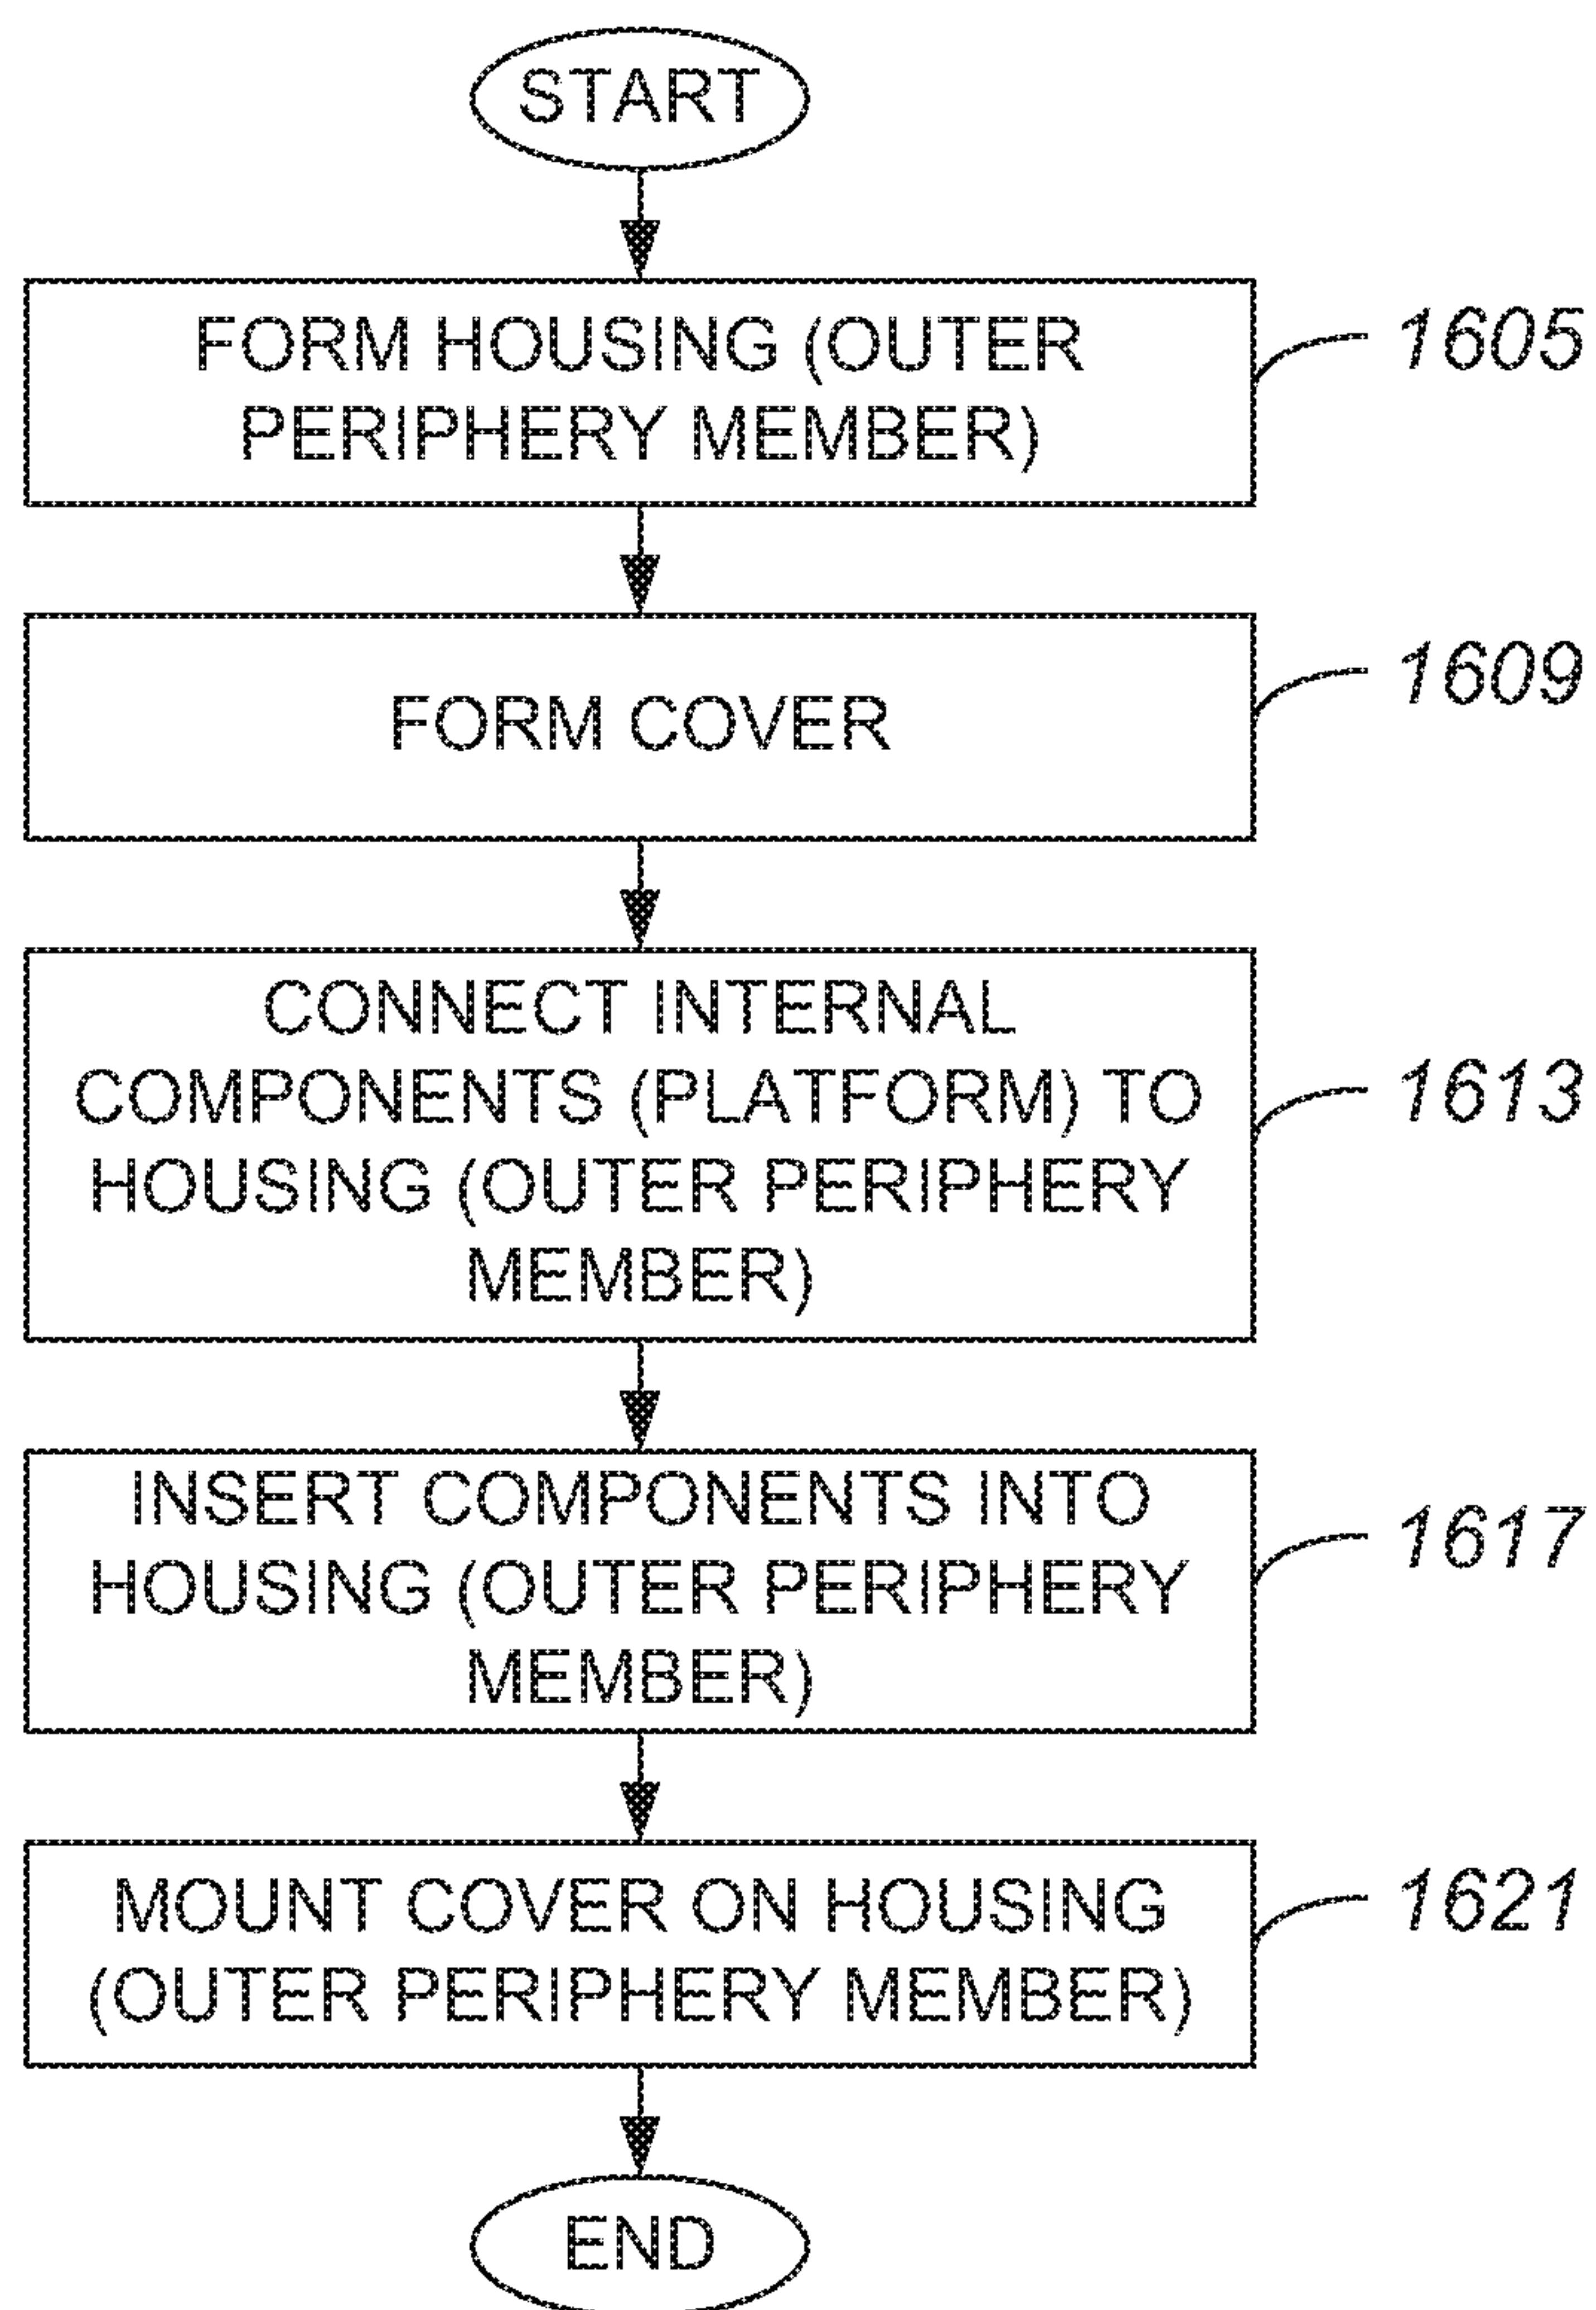 START
FORM HOUSING (OUTER
PERIPHERY MEMBER)
1605
FORM COVER
1609
CONNECT INTERNAL
COMPONENTS (PLATFORM) TO
HOUSING (OUTER PERIPHERY
MEMBER)
1613
INSERT COMPONENTS INTO
HOUSING (OUTER PERIPHERY
MEMBER)
1617
MOUNT COVER ON HOUSING
(OUTER PERIPHERY MEMBER)
1621
END